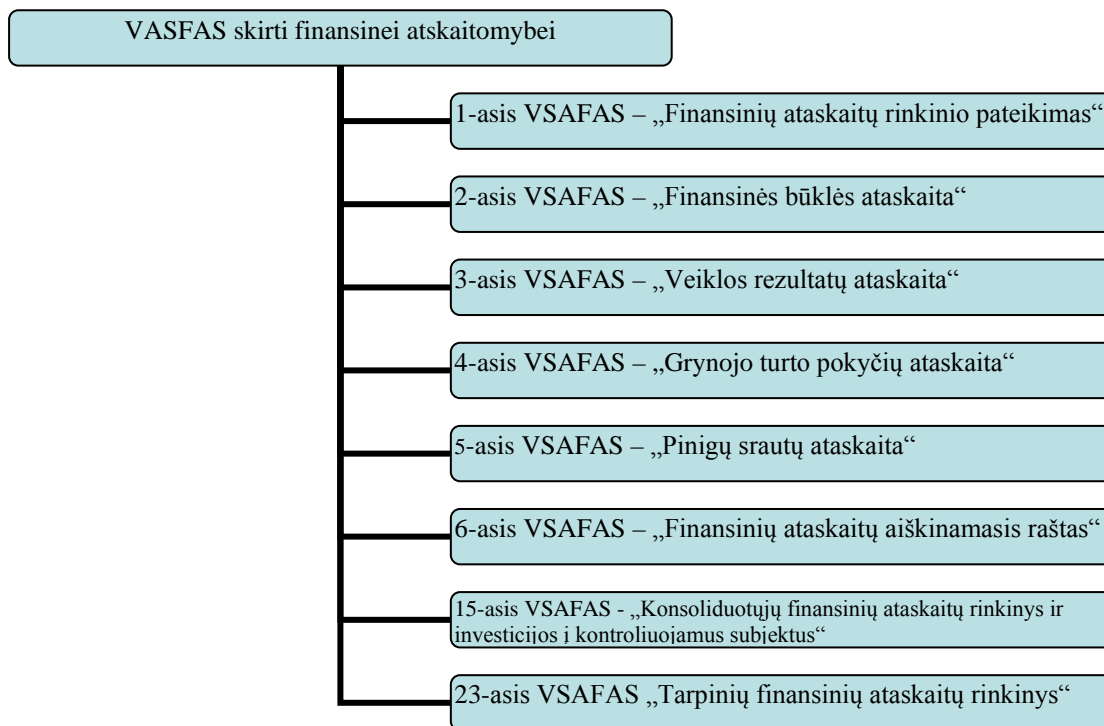 VASFAS skirti finansinei atskaitomybei
1-asis VSAFAS – „Finansinių ataskaitų rinkinio pateikimas“
2-asis VSAFAS – „Finansinės būklės ataskaita“
3-asis VSAFAS – „Veiklos rezultatų ataskaita“
4-asis VSAFAS – „Grynojo turto pokyčių ataskaita“
5-asis VSAFAS – „Pinigų srautų ataskaita“
6-asis VSAFAS – „Finansinių ataskaitų aiškinamasis raštas“
15-asis VSAFAS - „Konsoliduotųjų finansinių ataskaitų rinkinys ir
investicijos į kontroliuojamus subjektus“
23-asis VSAFAS „Tarpinių finansinių ataskaitų rinkinys“